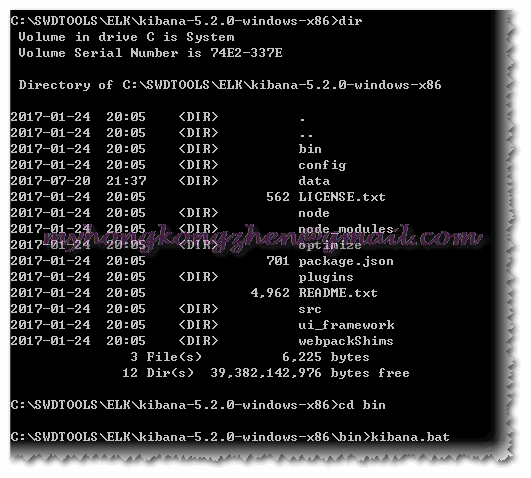 C:\SWDTOOLS\ELK\kibana-5.2.0-windows-x86>dir
Volume in drive C is System
Volume Serial Number is 74E2-337E
Directory of C:\SWDTOOLS\ELK\kibana-5.2.0-windows-x86
2017-01-24 20:05 <DIR> .
2017-01-24 20:05 <DIR> ..
2017-01-24 20:05 <DIR> bin
2017-01-24 20:05 <DIR> config
2017-07-20 21:37 <DIR> data
2017-01-24 20:05 562 LICENSE.txt
2017-01-24 20:05 <DIR> node
2017-01-24 20:05 <DIR> node_modules
2017-01-24 20:05 <DIR> optimize
2017-01-24 20:05 701 package.json
2017-01-24 20:05 <DIR> plugins
2017-01-24 20:05 4,962 README.txt
2017-01-24 20:05 <DIR> src
2017-01-24 20:05 <DIR> ui_framework
2017-01-24 20:05 <DIR> webpackShims
3 File(s) 6,225 bytes
12 Dir(s) 39,382,142,976 bytes free
C:\SWDTOOLS\ELK\kibana-5.2.0-windows-x86>cd bin
C:\SWDTOOLS\ELK\kibana-5.2.0-windows-x86\bin>kibana.bat